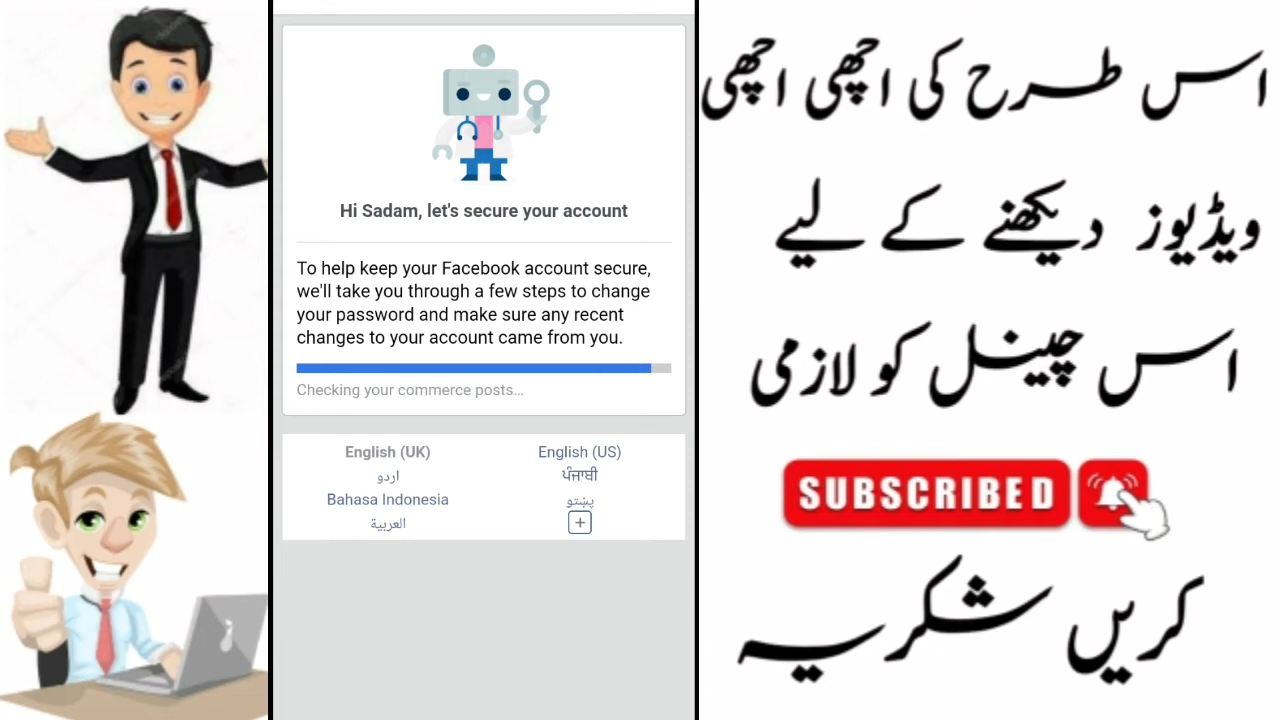 Hi Sadam, let's secure your account
To help keep your Facebook account secure,
we'll take you through a few steps to change
your password and make sure any recent
changes to your account came from you.
Checking your commerce posts...
English (UK)
English (US)
اردو
ਪੰਜਾਬੀ
Bahasa Indonesia
پښتو
العربية
اس طرح کی اچھی اچھی
ویڈیوز دیکھنے کے لیے
اس چینل کو لازمی
SUBSCRIBED
کریں شکریہ